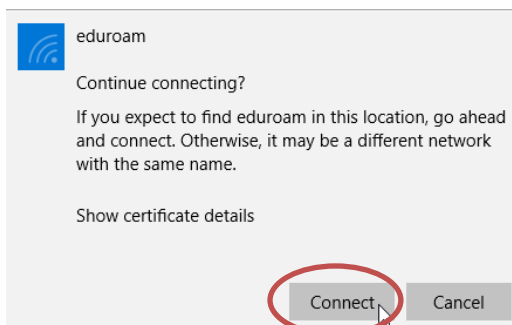 eduroam
Continue connecting?
If you expect to find eduroam in this location, go ahead
and connect. Otherwise, it may be a different network
with the same name.
Show certificate details
Connect Cancel